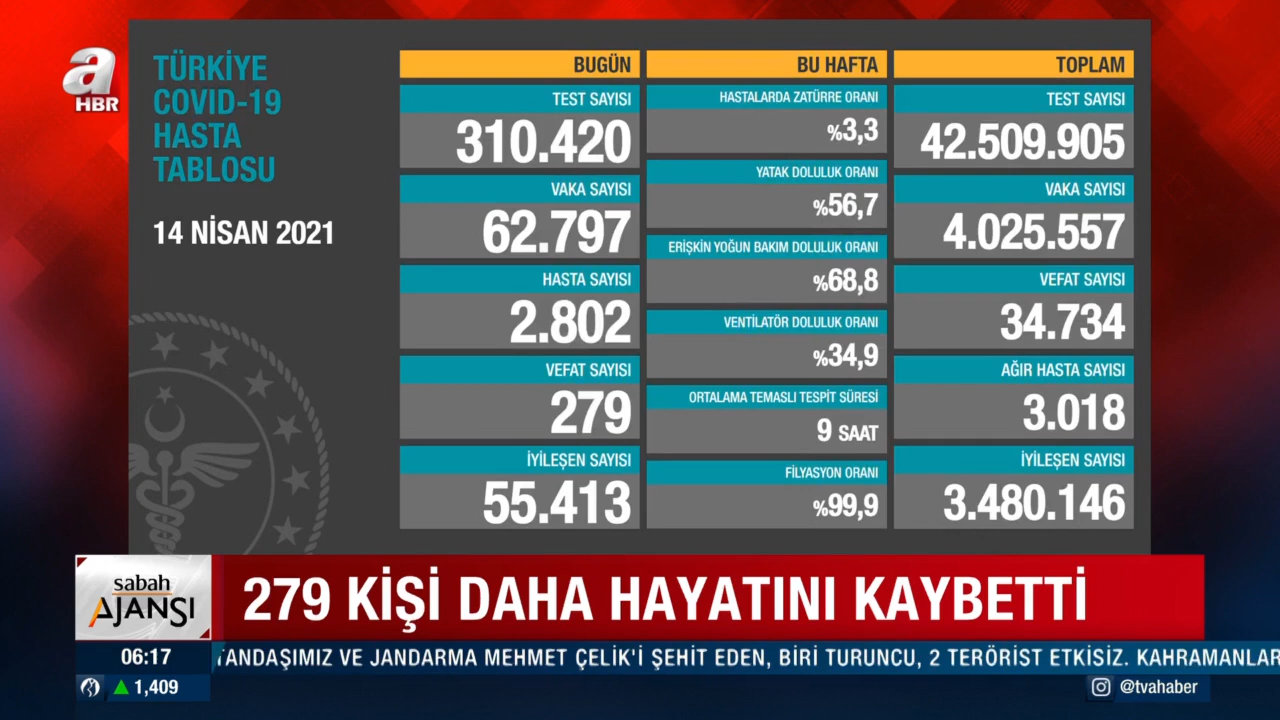 a
HBR
TÜRKİYE
COVID-19
HASTA
TABLOSU
14 NİSAN 2021
BUGÜN
TEST SAYISI
310.420
VAKA SAYISI
62.797
HASTA SAYISI
2.802
VEFAT SAYISI
279
İYİLEŞEN SAYISI
55.413
BU HAFTA
HASTALARDA ZATÜRRE ORANI
%3,3
YATAK DOLULUK ORANI
%56,7
ERİŞKİN YOĞUN BAKIM DOLULUK ORANI
%68,8
VENTİLATÖR DOLULUK ORANI
%34,9
ORTALAMA TEMASLI TESPİT SÜRESİ
9 SAAT
FİLYASYON ORANI
%99,9
TOPLAM
TEST SAYISI
42.509.905
VAKA SAYISI
4.025.557
VEFAT SAYISI
34.734
AĞIR HASTA SAYISI
3.018
İYİLEŞEN SAYISI
3.480.146
sabah
AJANSI
279 KİŞİ DAHA HAYATINI KAYBETTİ
06:17
TANDAŞIMIZ VE JANDARMA MEHMET ÇELİK'İ ŞEHİT EDEN, BİRİ TURUNCU, 2 TERÖRİST ETKİSİZ. KAHRAMANLAR
1,409
@tvahaber